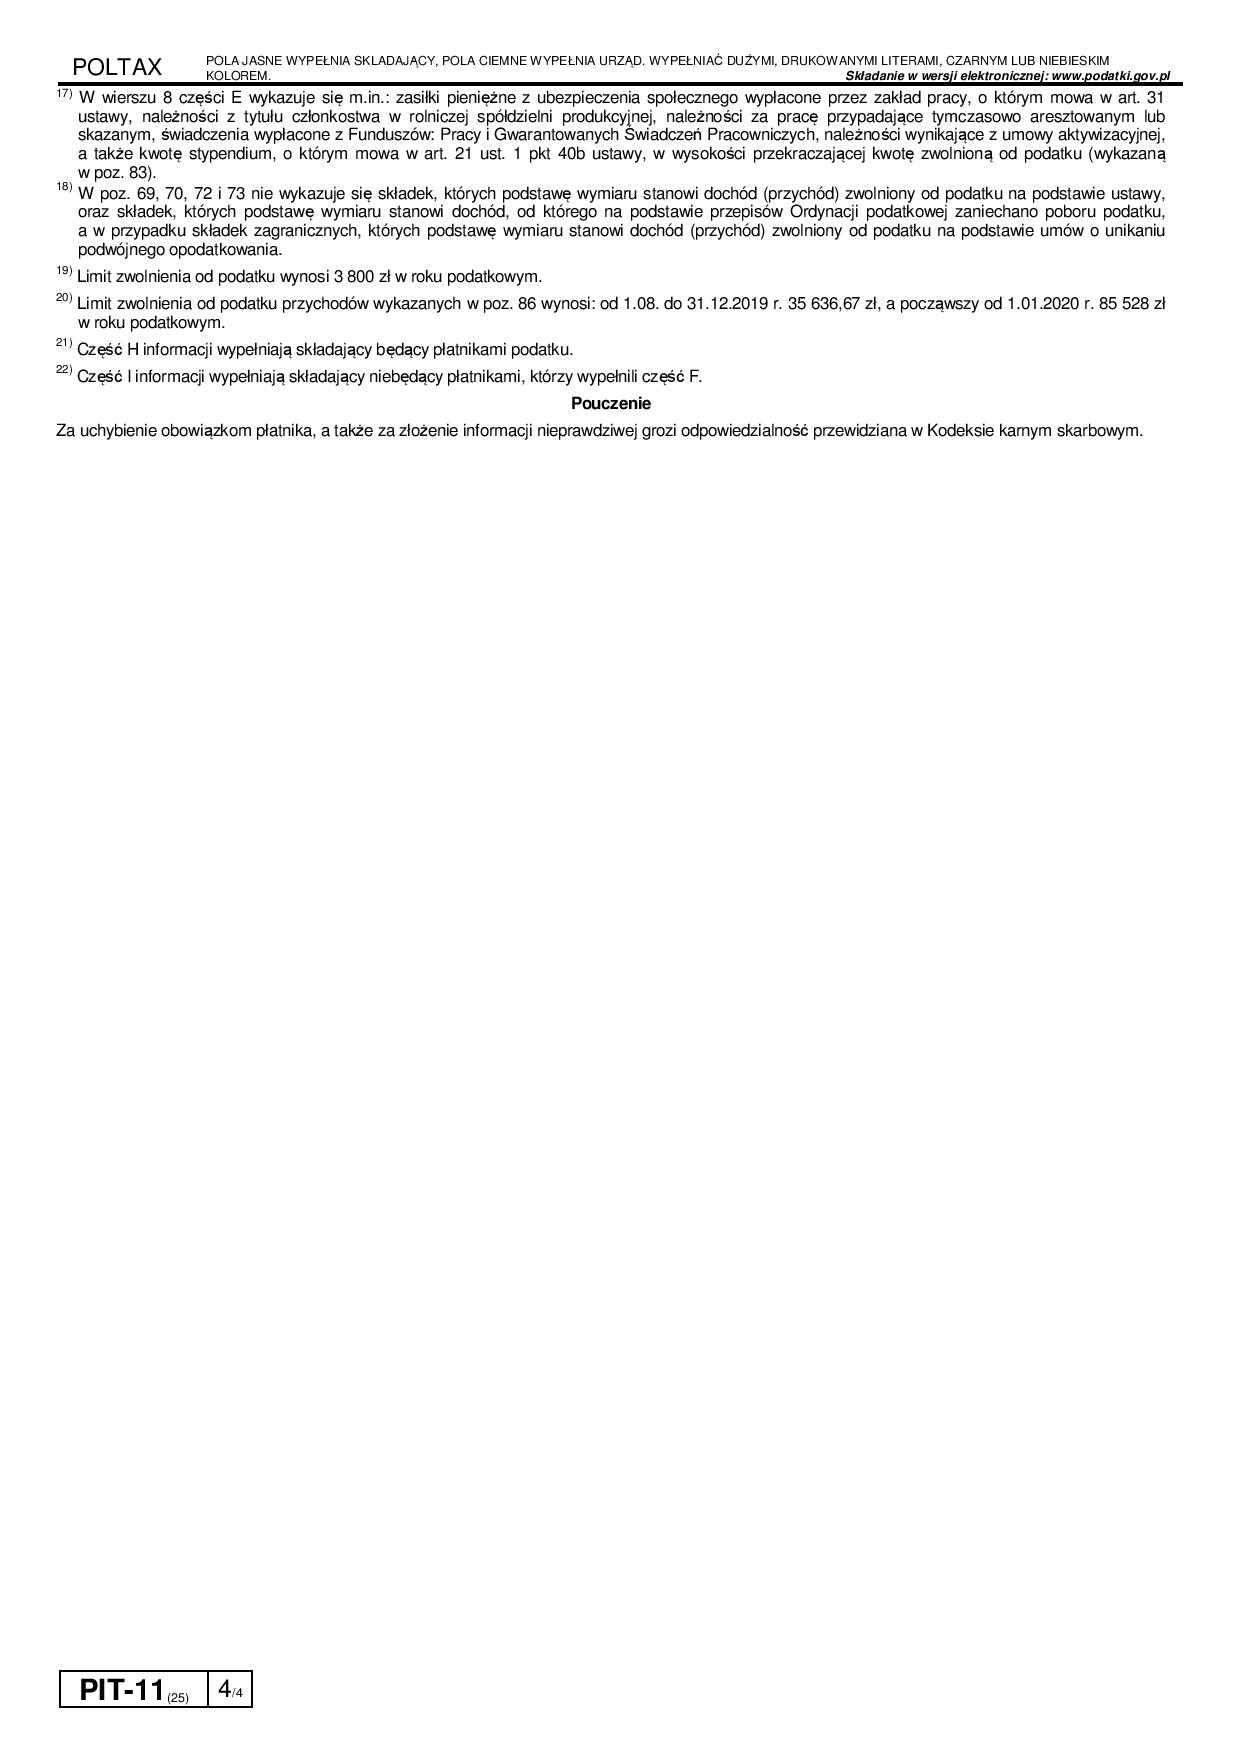 POLTAX
POLA JASNE WYPEŁNIA SKŁADAJĄCY, POLA CIEMNE WYPEŁNIA URZĄD. WYPEŁNIAĆ DUŻYMI, DRUKOWANYMI LITERAMI, CZARNYM LUB NIEBIESKIM
KOLOREM.
Składanie w wersji elektronicznej: www.podatki.gov.pl
17) W wierszu 8 części E wykazuje się m.in.: zasiłki pieniężne z ubezpieczenia społecznego wypłacone przez zakład pracy, o którym mowa w art. 31
ustawy, należności z tytułu członkostwa w rolniczej spółdzielni produkcyjnej, należności za pracę przypadające tymczasowo aresztowanym lub
skazanym, świadczenia wypłacone z Funduszów: Pracy i Gwarantowanych Świadczeń Pracowniczych, należności wynikające z umowy aktywizacyjnej,
a także kwotę stypendium, o którym mowa w art. 21 ust. 1 pkt 40b ustawy, w wysokości przekraczającej kwotę zwolnioną od podatku (wykazaną
w poz. 83).
18) W poz. 69, 70, 72 i 73 nie wykazuje się składek, których podstawę wymiaru stanowi dochód (przychód) zwolniony od podatku na podstawie ustawy,
oraz składek, których podstawę wymiaru stanowi dochód, od którego na podstawie przepisów Ordynacji podatkowej zaniechano poboru podatku,
a w przypadku składek zagranicznych, których podstawę wymiaru stanowi dochód (przychód) zwolniony od podatku na podstawie umów o unikaniu
podwójnego opodatkowania.
19) Limit zwolnienia od podatku wynosi 3 800 zł w roku podatkowym.
20) Limit zwolnienia od podatku przychodów wykazanych w poz. 86 wynosi: od 1.08. do 31.12.2019 r. 35 636,67 zł, a począwszy od 1.01.2020 r. 85 528 zł
w roku podatkowym.
21) Część H informacji wypełniają składający będący płatnikami podatku.
22) Część I informacji wypełniają składający niebędący płatnikami, którzy wypełnili część F.
Pouczenie
Za uchybienie obowiązkom płatnika, a także za złożenie informacji nieprawdziwej grozi odpowiedzialność przewidziana w Kodeksie karnym skarbowym.
PIT-11(25) 4/4